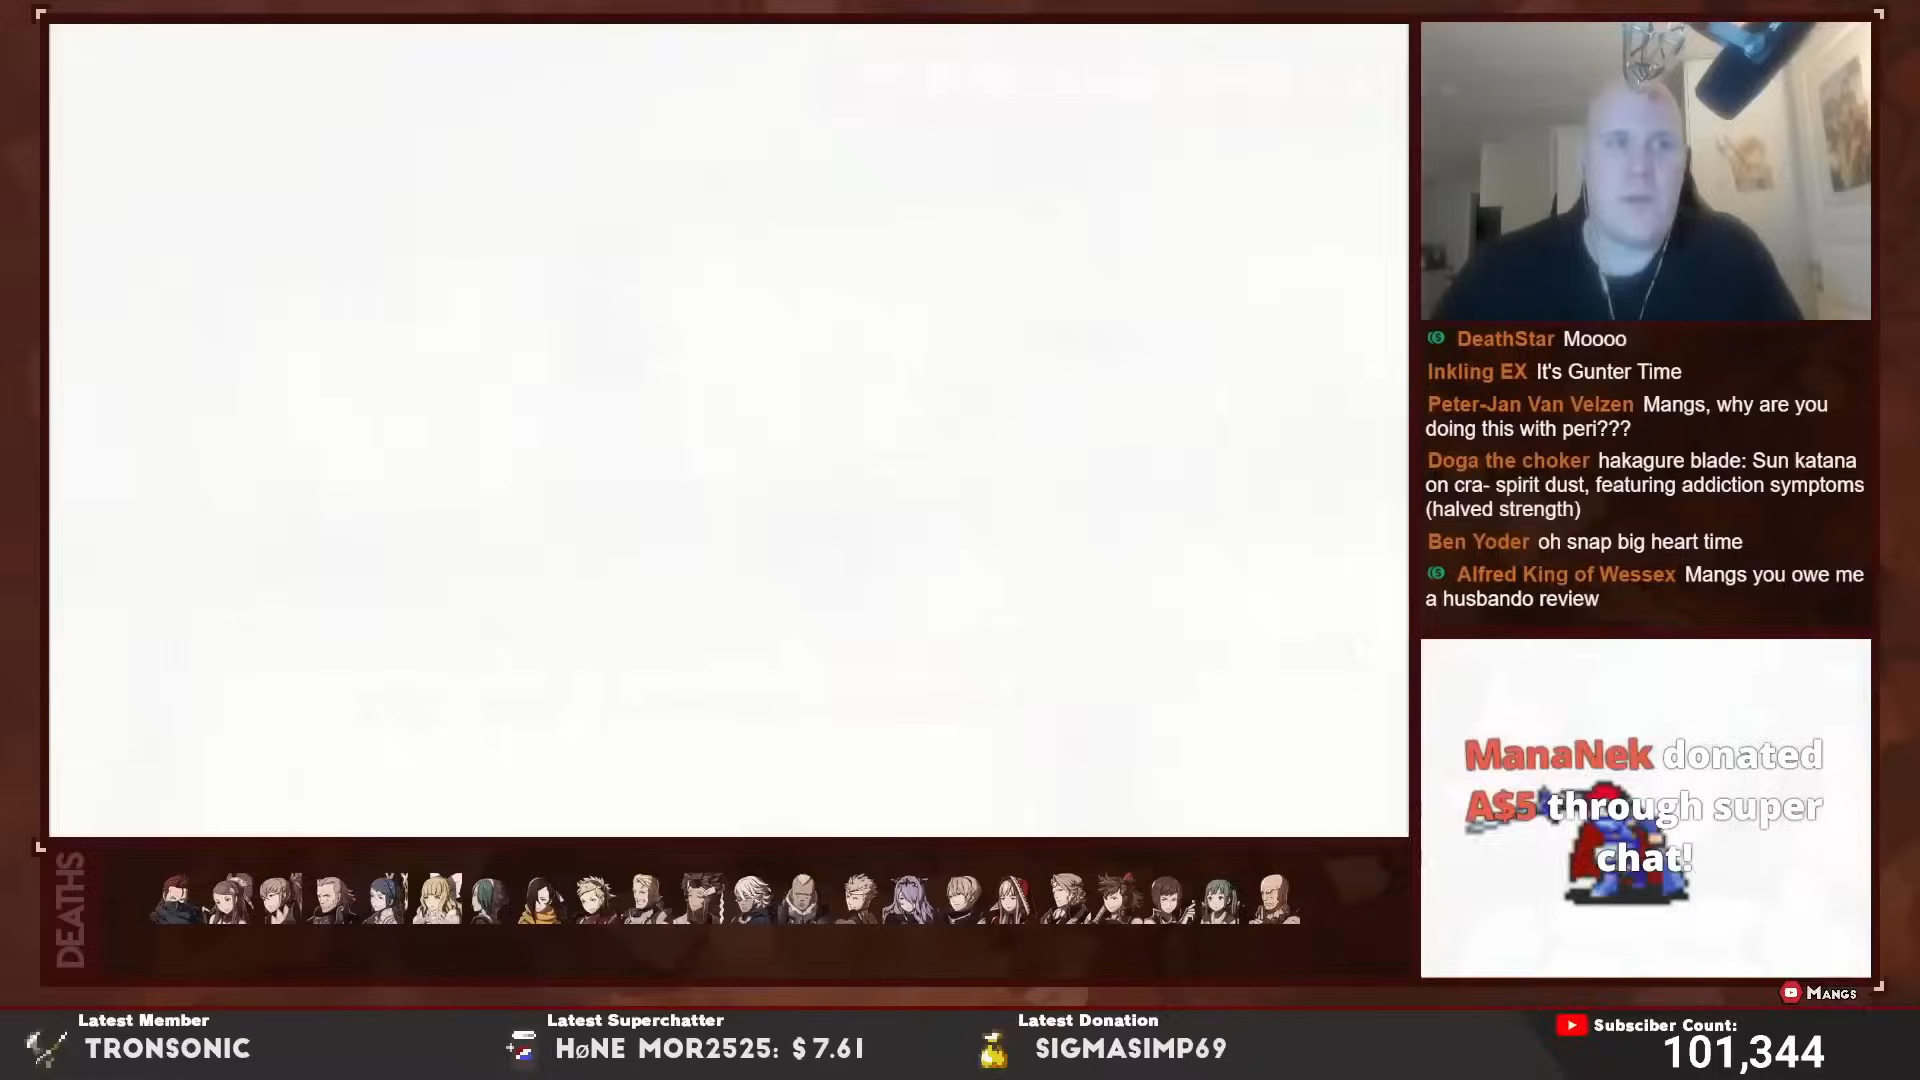 DeathStar Moooo
Inkling EX It's Gunter Time
Peter-Jan Van Velzen Mangs, why are you
doing this with peri???
Doga the choker hakagure blade: Sun katana
on cra- spirit dust, featuring addiction symptoms
(halved strength)
Ben Yoder oh snap big heart time
Alfred King of Wessex Mangs you owe me
a husbando review
ManaNek donated
A$5 through super
chat!
DEATHS
Mangs
Latest Member
TRONSONIC
Latest Superchatter
HøNE MOR2525: $7.61
Latest Donation
SIGMASIMP69
Subsciber Count:
101,344